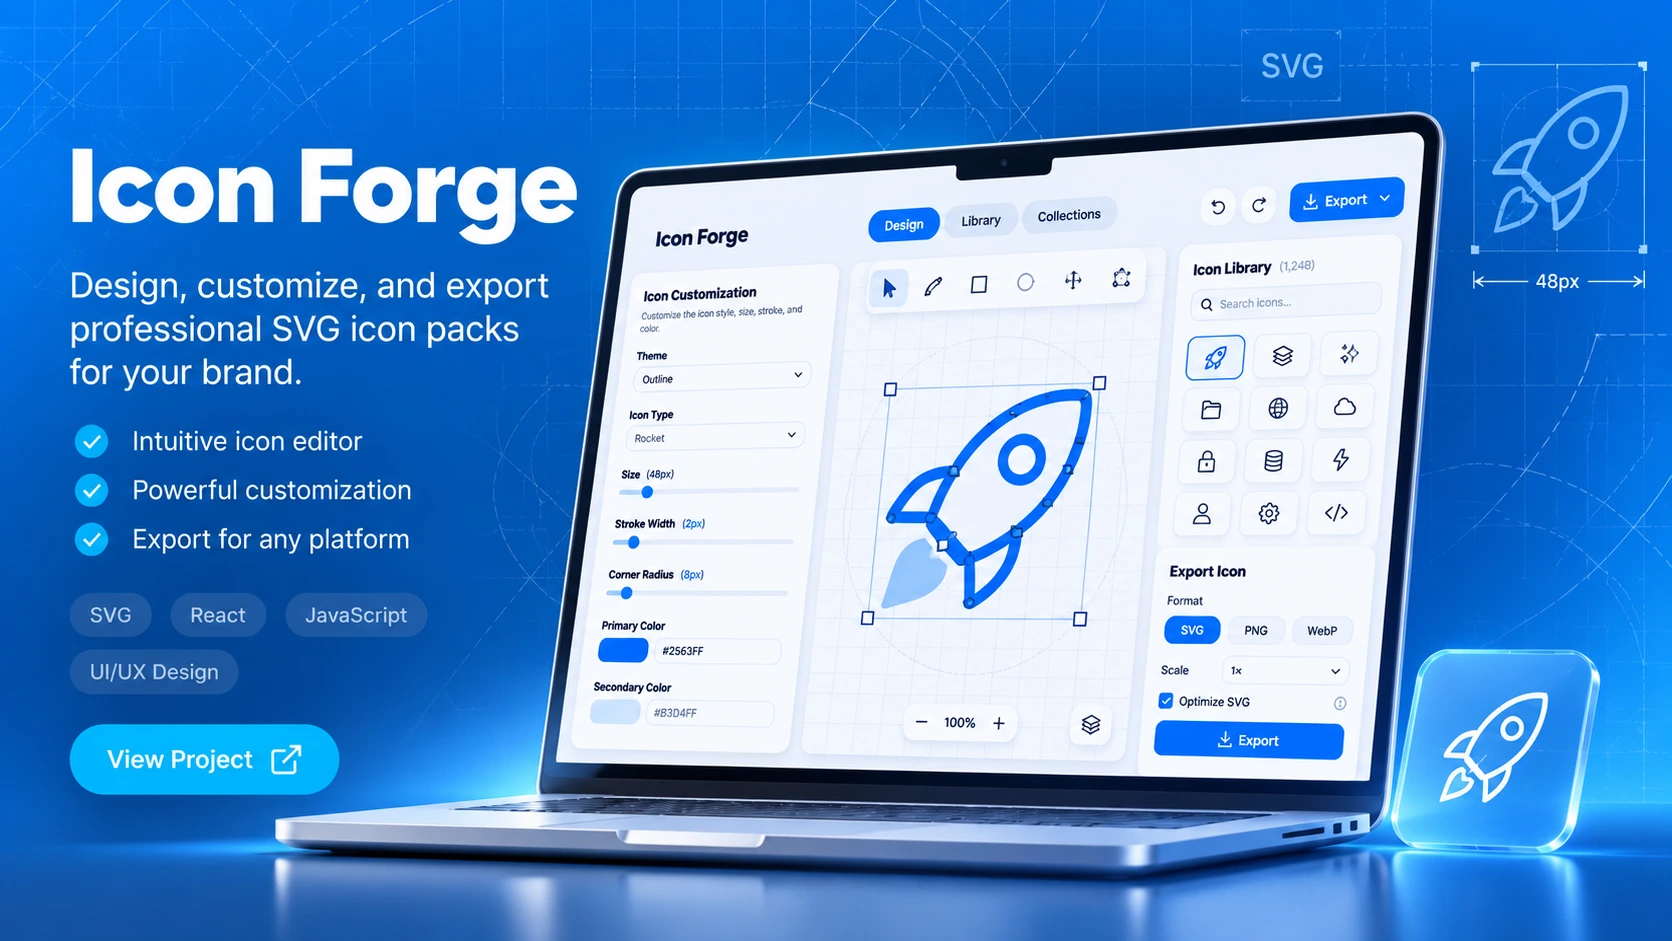 Icon Forge
Design, customize, and export
professional SVG icon packs
for your brand.
Intuitive icon editor
Powerful customization
Export for any platform
SVG
React
JavaScript
UI/UX Design
View Project
Icon Forge
Design
Library
Collections
Export
Icon Customization
Customize the icon style, size, stroke, and
color.
Theme
Outline
Icon Type
Rocket
Size (48px)
Stroke Width (2px)
Corner Radius (8px)
Primary Color
#2563FF
Secondary Color
#B3D4FF
100%
Icon Library (1,248)
Search icons...
Export Icon
Format
SVG
PNG
WebP
Scale
1×
Optimize SVG
Export
SVG
48px